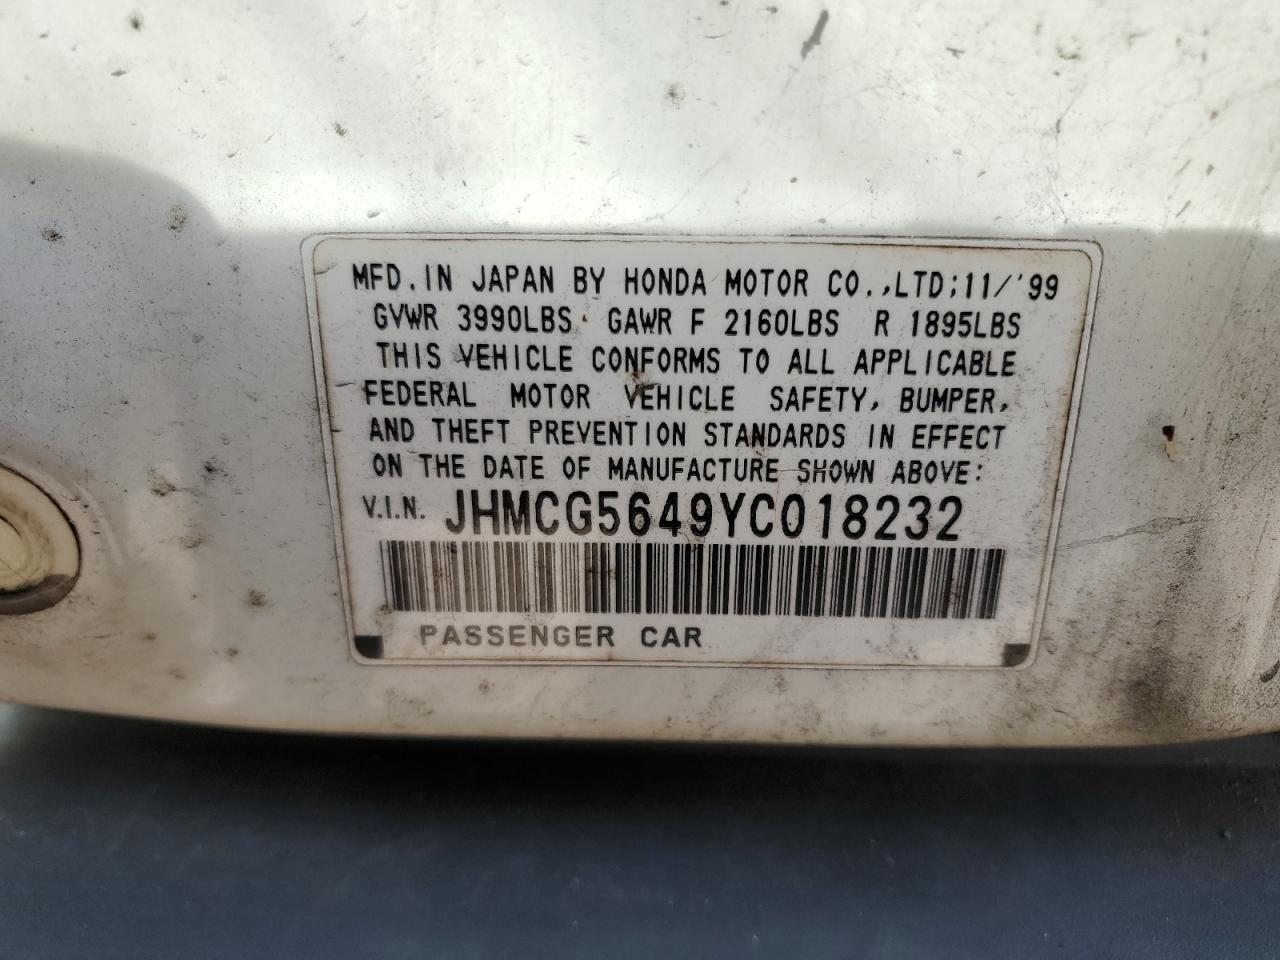 MFD. IN JAPAN BY HONDA MOTOR CO., LTD; 11/'99
GVWR 3990LBS GAWR F 2160LBS R 1895LBS
THIS VEHICLE CONFORMS TO ALL APPLICABLE
FEDERAL MOTOR VEHICLE SAFETY, BUMPER,
AND THEFT PREVENTION STANDARDS IN EFFECT
ON THE DATE OF MANUFACTURE SHOWN ABOVE:
V.I.N. JHMCG5649YC018232
PASSENGER CAR